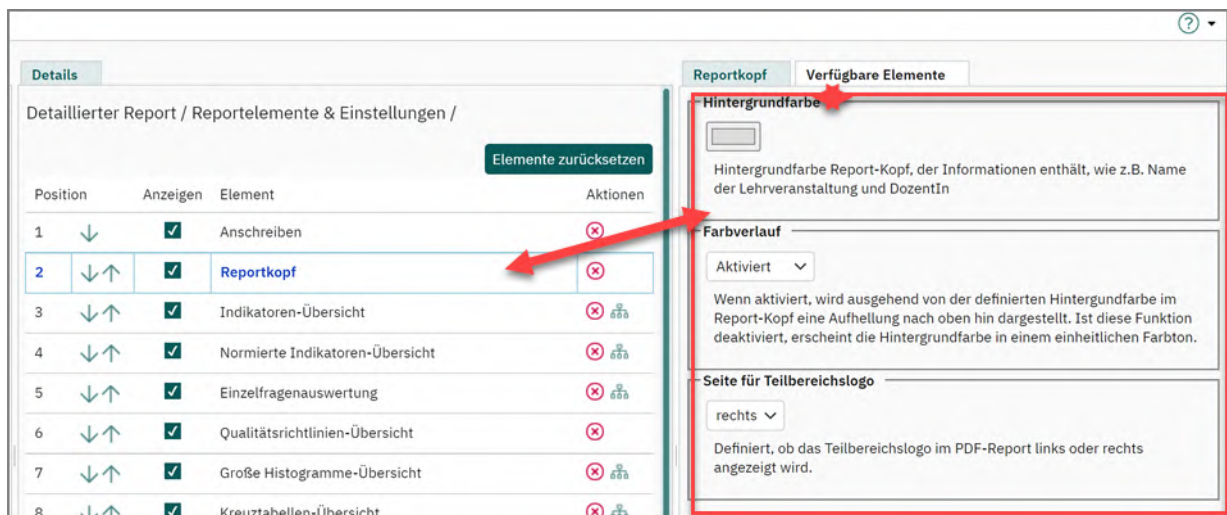 ?
Details
Detaillierter Report / Reportelemente & Einstellungen /
Elemente zurücksetzen
Position Anzeigen Element Aktionen
1 Anschreiben
2 Reportkopf
3 Indikatoren-Übersicht
4 Normierte Indikatoren-Übersicht
5 Einzelfragenauswertung
6 Qualitätsrichtlinien-Übersicht
7 Große Histogramme-Übersicht
8 Kreuztabellen-Übersicht
Reportkopf Verfügbare Elemente
Hintergrundfarbe
Hintergrundfarbe Report-Kopf, der Informationen enthält, wie z.B. Name
der Lehrveranstaltung und DozentIn
Farbverlauf
Aktiviert
Wenn aktiviert, wird ausgehend von der definierten Hintergundfarbe im
Report-Kopf eine Aufhellung nach oben hin dargestellt. Ist diese Funktion
deaktiviert, erscheint die Hintergrundfarbe in einem einheitlichen Farbton.
Seite für Teilbereichslogo
rechts
Definiert, ob das Teilbereichslogo im PDF-Report links oder rechts
angezeigt wird.